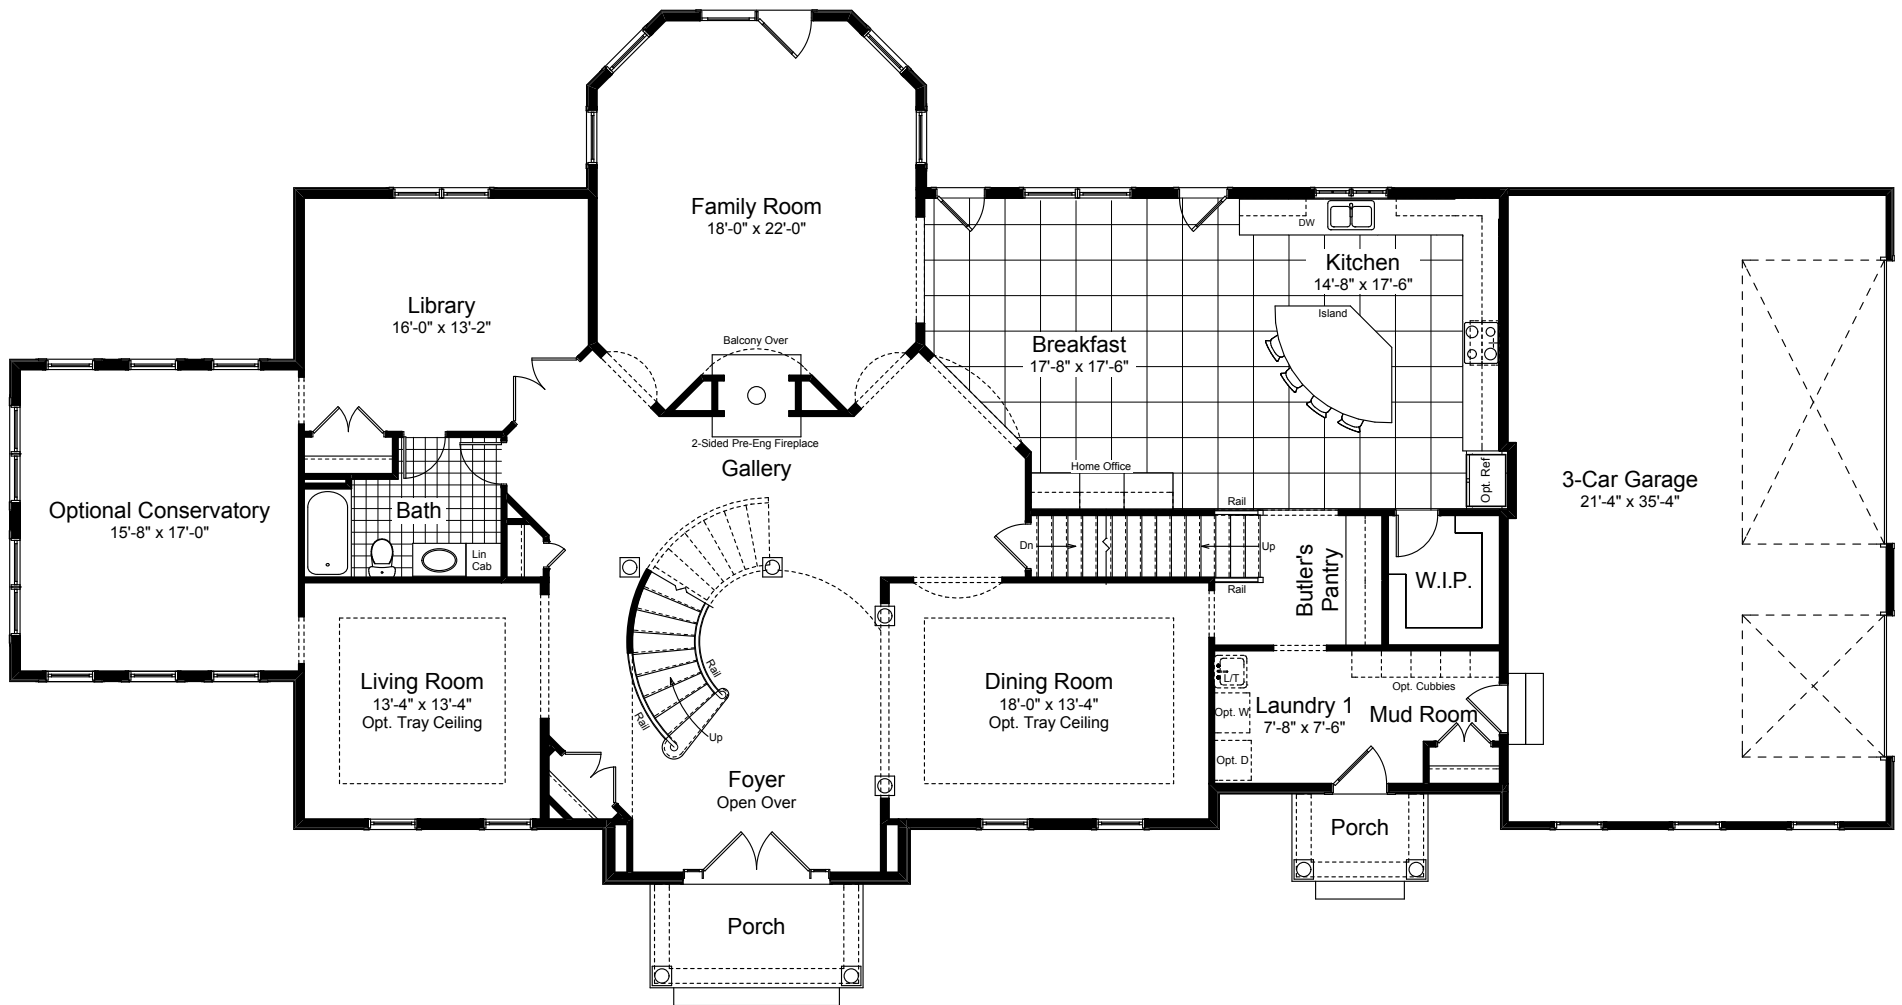 Family Room
18'-0" x 22'-0"
Balcony Over
2-Sided Pre-Eng Fireplace
Gallery
Library
16'-0" x 13'-2"
Optional Conservatory
15'-8" x 17'-0"
Bath
Lin
Cab
Living Room
13'-4" x 13'-4"
Opt. Tray Ceiling
Rail
Rail
Up
Foyer
Open Over
Porch
Dining Room
18'-0" x 13'-4"
Opt. Tray Ceiling
Breakfast
17'-8" x 17'-6"
Home Office
Kitchen
14'-8" x 17'-6"
DW
Island
Opt. Ref
Rail
Dn
Up
Rail
Butler's
Pantry
W.I.P.
L/T
Opt. W
Opt. D
Laundry 1
7'-8" x 7'-6"
Opt. Cubbies
Mud Room
Porch
3-Car Garage
21'-4" x 35'-4"